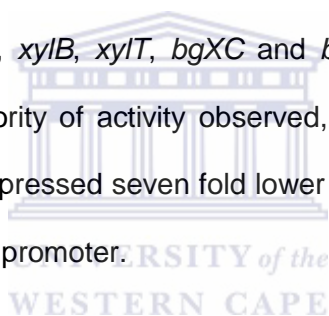 , xylB, xylT, bgXC and b
ority of activity observed,
pressed seven fold lower
promoter.
UNIVERSITY of the
WESTERN CAPE